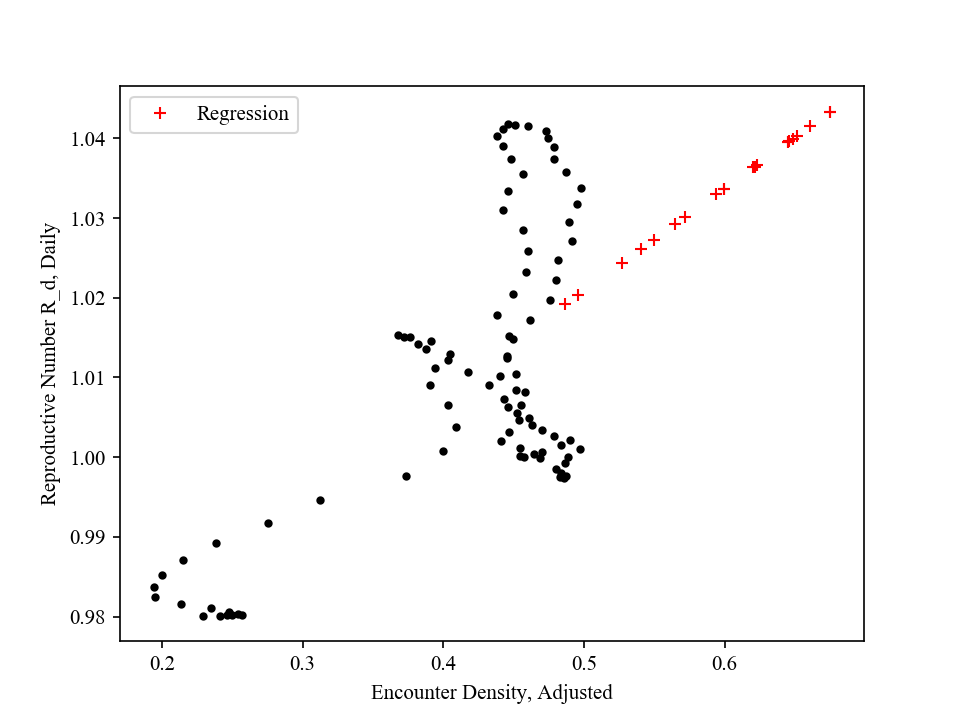 Regression
1.04
1.03
1.02
1.01
1.00
0.99
0.98
Reproductive Number R_d, Daily
0.2 0.3 0.4 0.5 0.6
Encounter Density, Adjusted